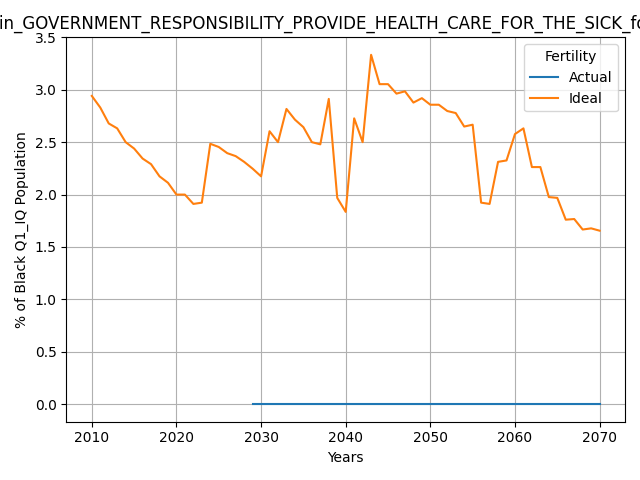 in_GOVERNMENT_RESPONSIBILITY_PROVIDE_HEALTH_CARE_FOR_THE_SICK_fo
3.5
3.0
2.5
2.0
1.5
1.0
0.5
0.0
% of Black Q1_IQ Population
Fertility
Actual
Ideal
2010 2020 2030 2040 2050 2060 2070
Years